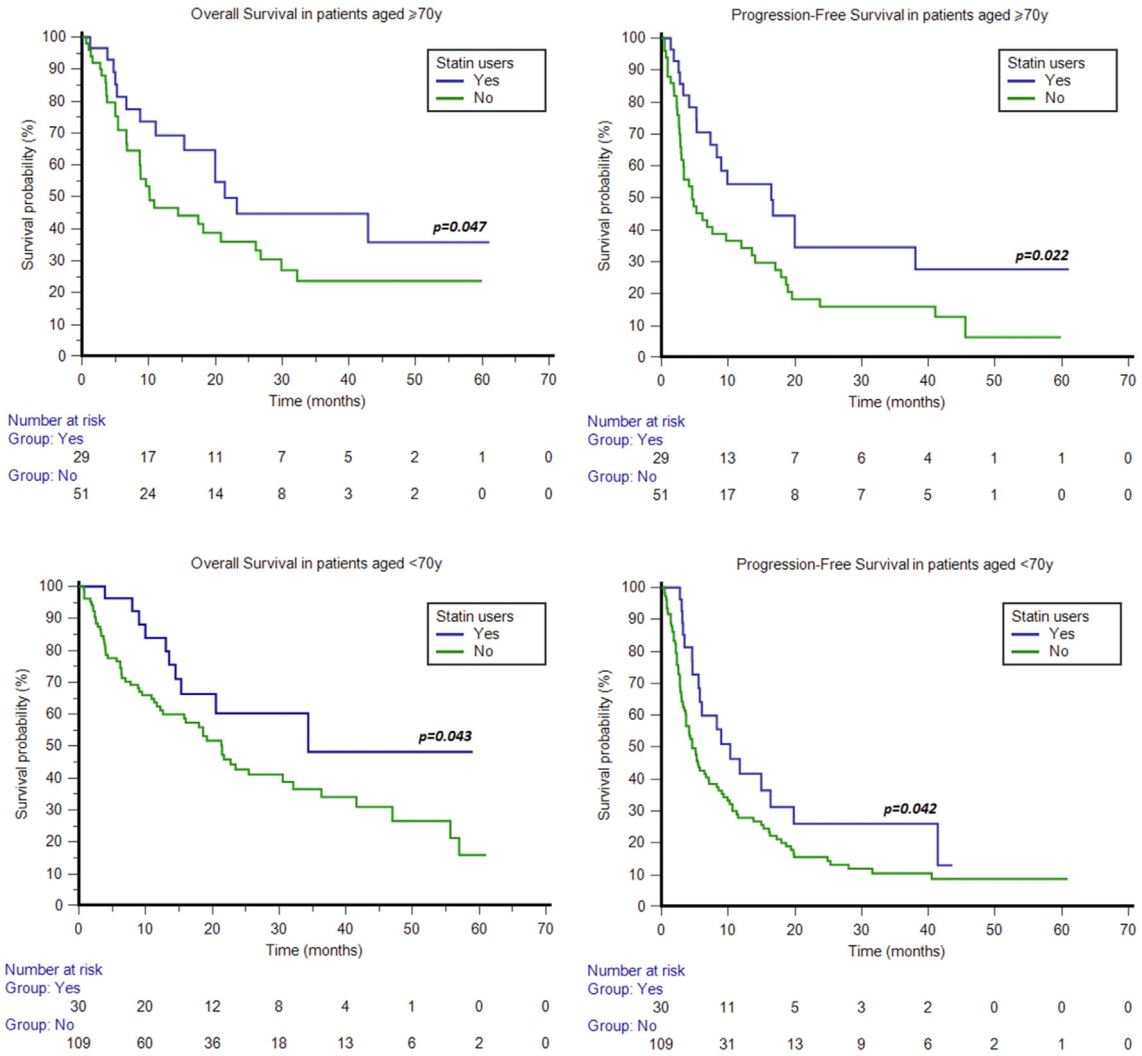 Overall Survival in patients aged ⩾70y
Survival probability (%)
100
90
80
70
60
50
40
30
20
10
0
Statin users
Yes
No
p=0.047
0 10 20 30 40 50 60 70
Time (months)
Number at risk
Group: Yes
29 17 11 7 5 2 1 0
Group: No
51 24 14 8 3 2 0 0
Progression-Free Survival in patients aged ⩾70y
Survival probability (%)
100
90
80
70
60
50
40
30
20
10
0
Statin users
Yes
No
p=0.022
0 10 20 30 40 50 60 70
Time (months)
Number at risk
Group: Yes
29 13 7 6 4 1 1 0
Group: No
51 17 8 7 5 1 0 0
Overall Survival in patients aged <70y
Survival probability (%)
100
90
80
70
60
50
40
30
20
10
0
Statin users
Yes
No
p=0.043
0 10 20 30 40 50 60 70
Time (months)
Number at risk
Group: Yes
30 20 12 8 4 1 0 0
Group: No
109 60 36 18 13 6 2 0
Progression-Free Survival in patients aged <70y
Survival probability (%)
100
90
80
70
60
50
40
30
20
10
0
Statin users
Yes
No
p=0.042
0 10 20 30 40 50 60 70
Time (months)
Number at risk
Group: Yes
30 11 5 3 2 0 0 0
Group: No
109 31 13 9 6 2 1 0